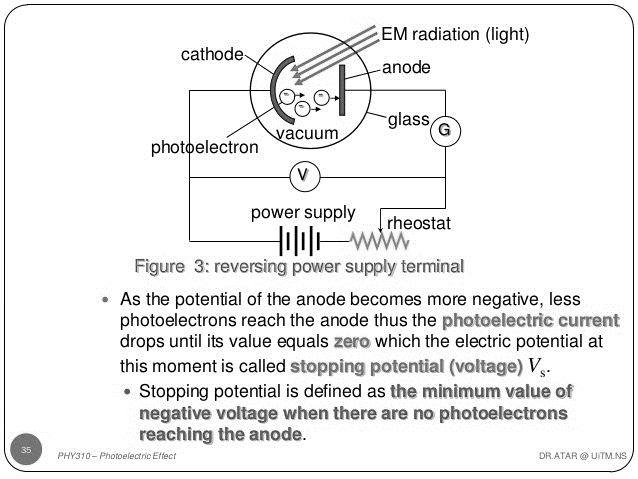 EM radiation (light)
cathode
anode
glass
G
vacuum
photoelectron
V
power supply
rheostat
Figure 3: reversing power supply terminal
• As the potential of the anode becomes more negative, less
photoelectrons reach the anode thus the photoelectric current
drops until its value equals zero which the electric potential at
this moment is called stopping potential (voltage) Vs.
• Stopping potential is defined as the minimum value of
negative voltage when there are no photoelectrons
reaching the anode.
35
PHY310 – Photoelectric Effect
DR.ATAR @ UiTM.NS